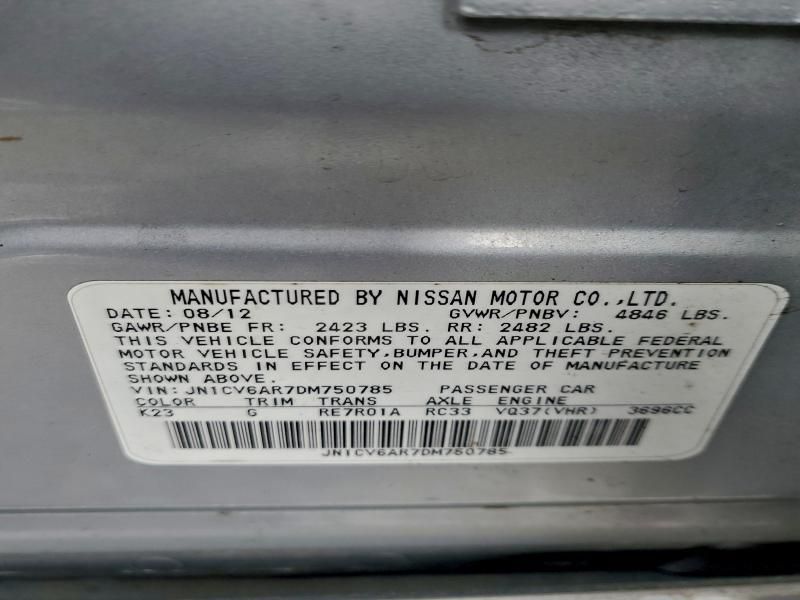 MANUFACTURED BY NISSAN MOTOR CO.,LTD.
DATE: 08/12 GVWR/PNBV: 4846 LBS.
GAWR/PNBE FR: 2423 LBS. RR: 2482 LBS.
THIS VEHICLE CONFORMS TO ALL APPLICABLE FEDERAL
MOTOR VEHICLE SAFETY,BUMPER,AND THEFT PREVENTION
STANDARDS IN EFFECT ON THE DATE OF MANUFACTURE
SHOWN ABOVE.
VIN: JN1CV6AR7DM750785 PASSENGER CAR
COLOR TRIM TRANS AXLE ENGINE
K23 G RE7R01A RC33 VQ37(VHR) 3696CC
JN1CV6AR7DM750785